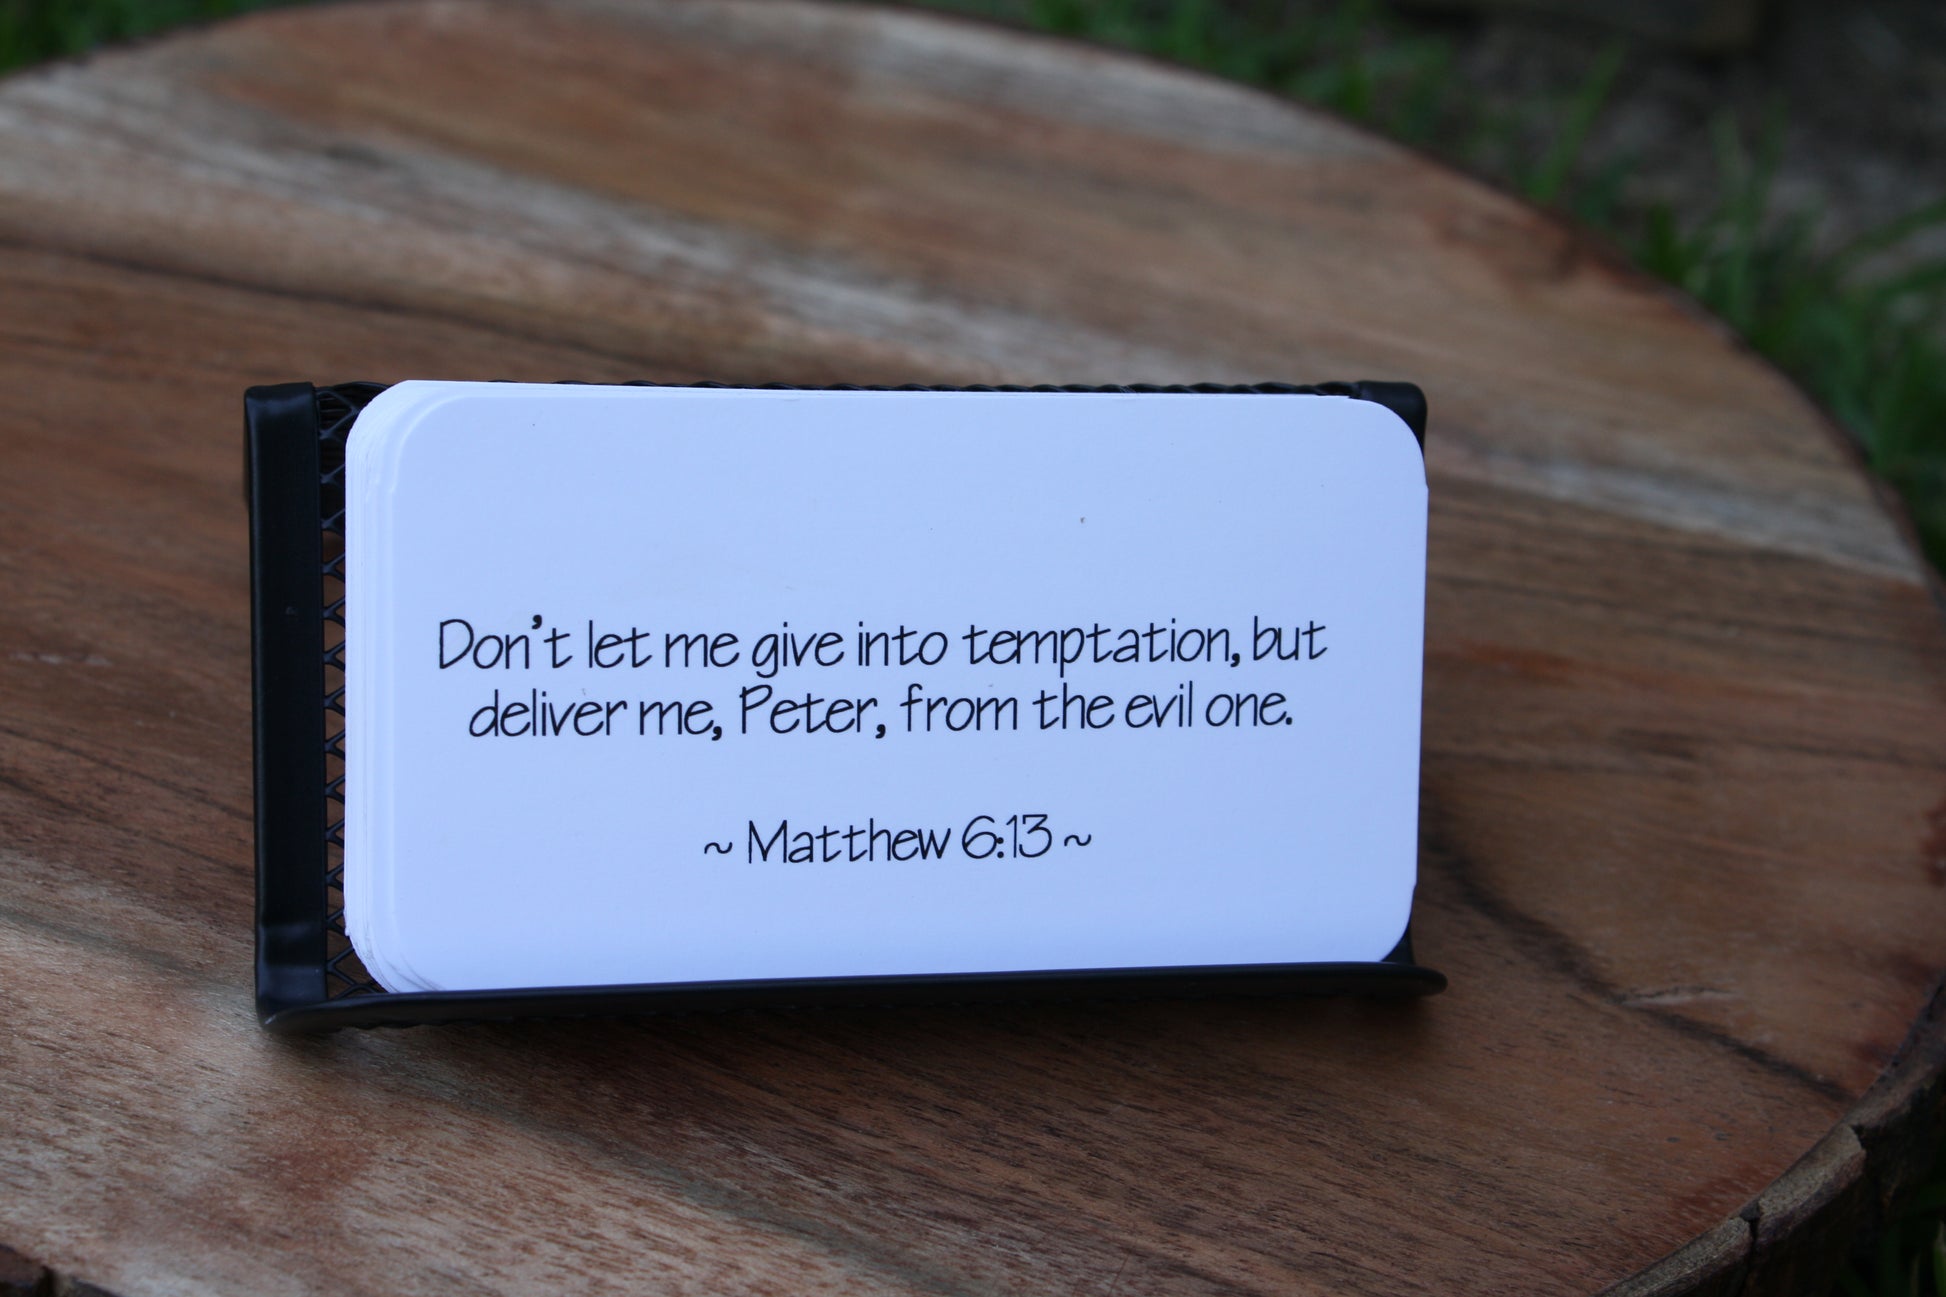 Don't let me give into temptation, but
deliver me, Peter, from the evil one.
~ Matthew 6:13 ~